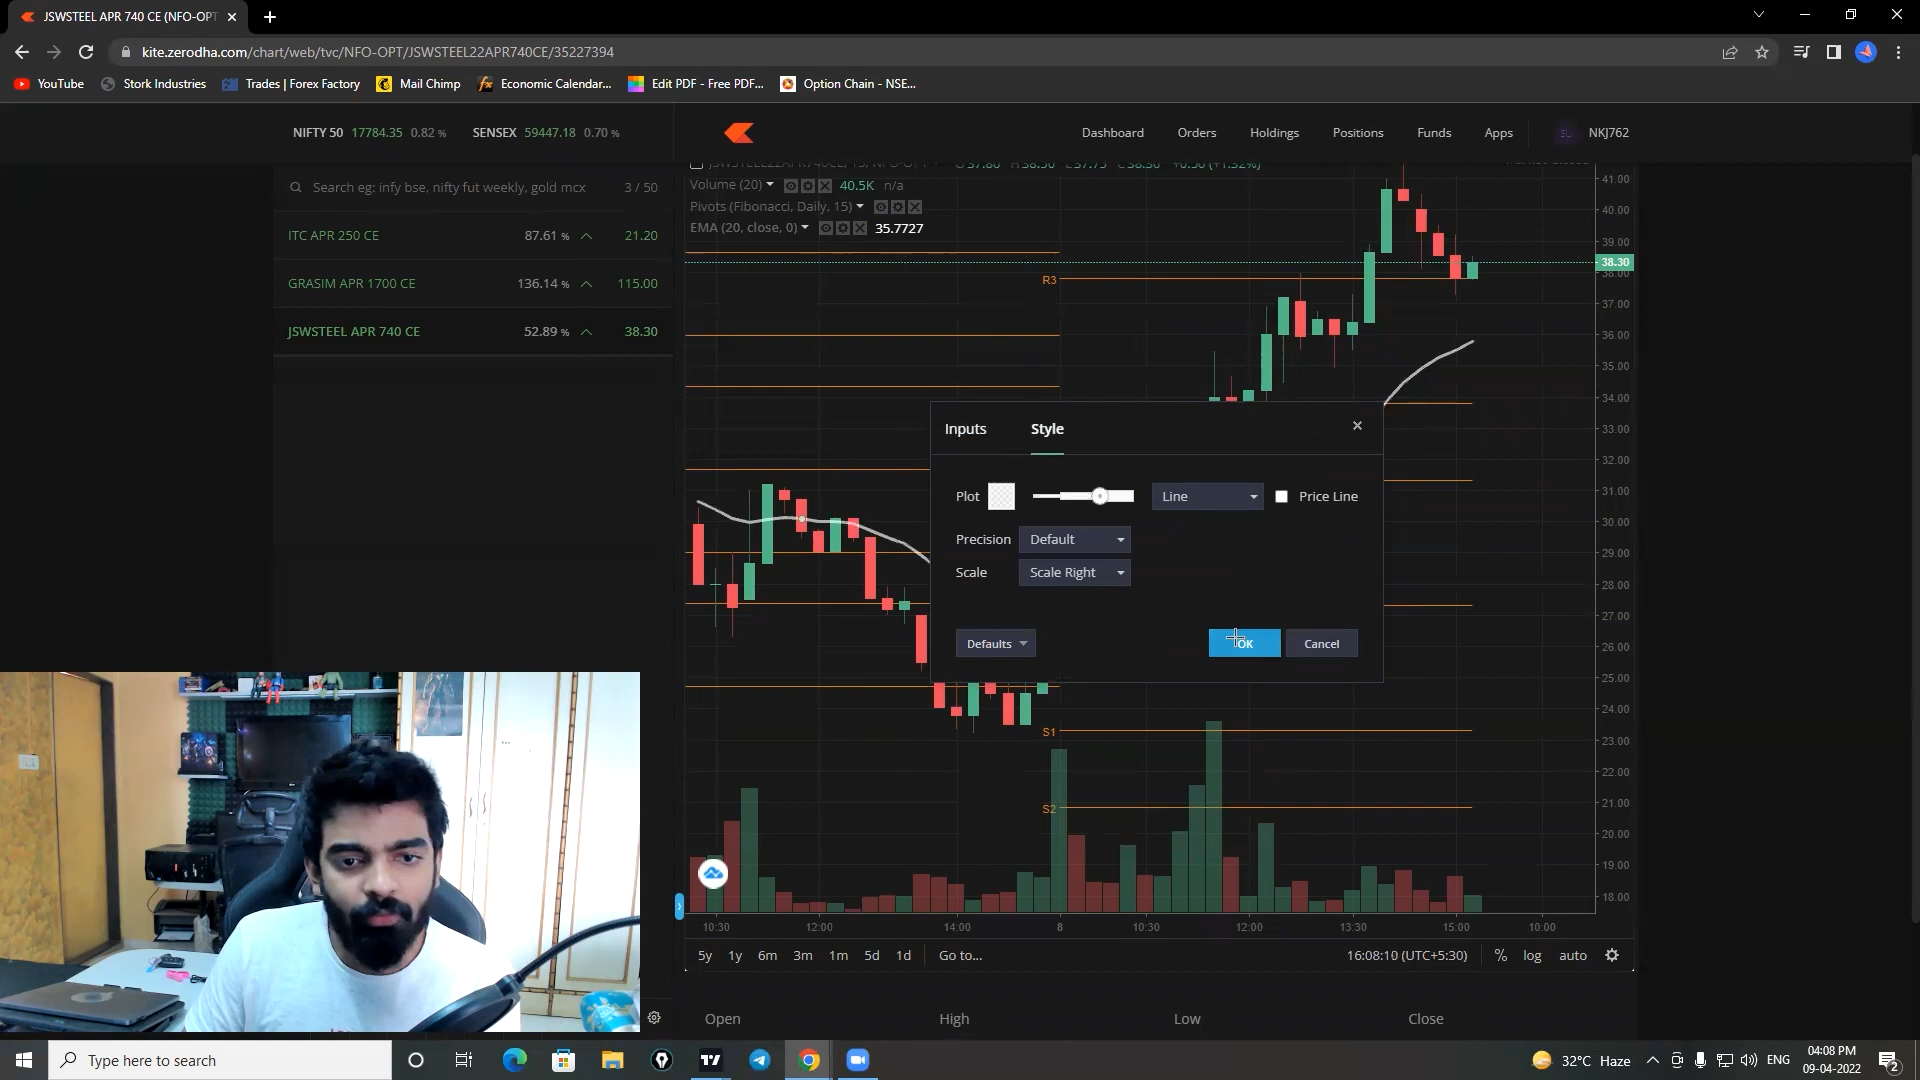 JSWSTEEL APR 740 CE (NFO-OPT
kite.zerodha.com/chart/web/tvc/NFO-OPT/JSWSTEEL22APR740CE/35227394
YouTube Stork Industries Trades | Forex Factory Mail Chimp Economic Calendar... Edit PDF - Free PDF... Option Chain - NSE...
NIFTY 50 17784.35 0.82 % SENSEX 59447.18 0.70 %
Dashboard Orders Holdings Positions Funds Apps NKJ762
Search eg: infy bse, nifty fut weekly, gold mcx 3 / 50
ITC APR 250 CE 87.61 % 21.20
GRASIM APR 1700 CE 136.14 % 115.00
JSWSTEEL APR 740 CE 52.89 % 38.30
Volume (20) 40.5K n/a
Pivots (Fibonacci, Daily, 15)
EMA (20, close, 0) 35.7727
R3
S1
S2
41.00
40.00
39.00
38.30
38.00
37.00
36.00
35.00
34.00
33.00
32.00
31.00
30.00
29.00
28.00
27.00
26.00
25.00
24.00
23.00
22.00
21.00
20.00
19.00
18.00
Inputs Style
Plot Line Price Line
Precision Default
Scale Scale Right
Defaults OK Cancel
10:30 12:00 14:00 8 10:30 12:00 13:30 15:00 10:00
5y 1y 6m 3m 1m 5d 1d Go to... 16:08:10 (UTC+5:30) % log auto
Open High Low Close
Type here to search
32°C Haze ENG 04:08 PM
09-04-2022
2